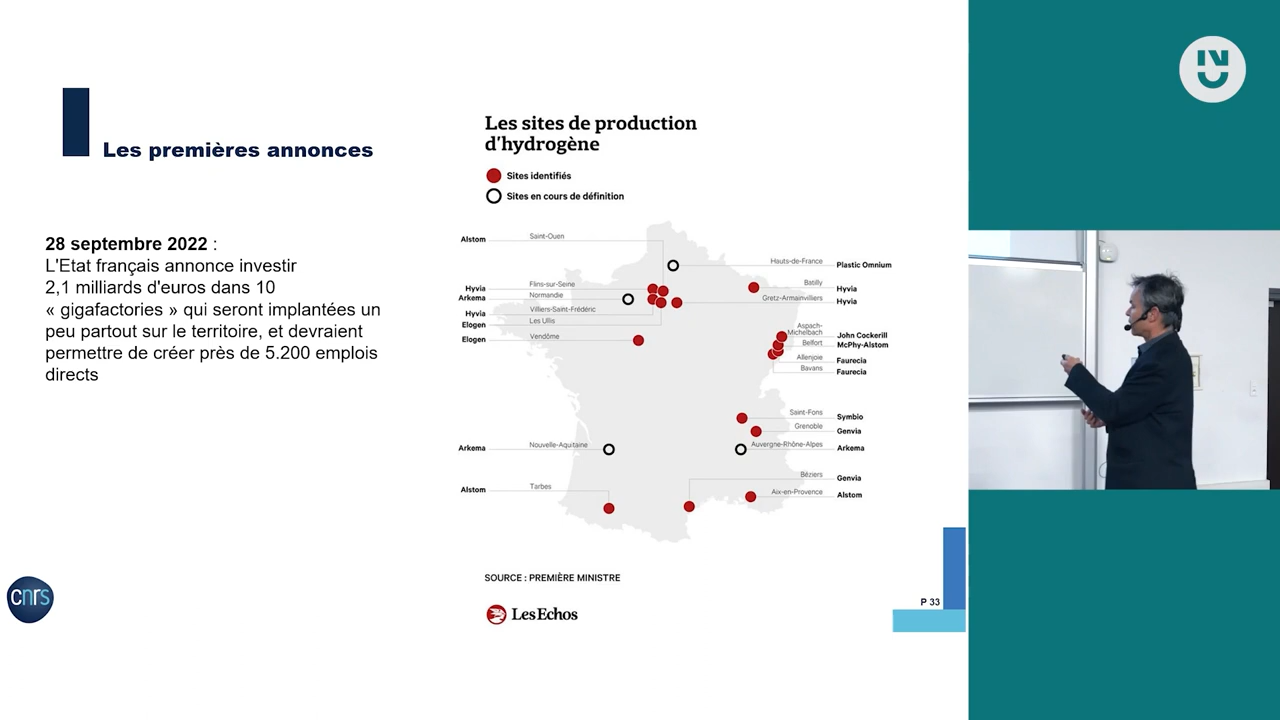 Les premières annonces
28 septembre 2022 :
L'Etat français annonce investir
2,1 milliards d'euros dans 10
« gigafactories » qui seront implantées un
peu partout sur le territoire, et devraient
permettre de créer près de 5.200 emplois
directs
cnrs
Les sites de production
d'hydrogène
Sites identifiés
Sites en cours de définition
Alstom Saint-Ouen
Hyvia Flins-sur-Seine
Arkema Normandie
Hyvia Villiers-Saint-Frédéric
Elogen Les Ullis
Elogen Vendôme
Arkema Nouvelle-Aquitaine
Alstom Tarbes
Hauts-de-France Plastic Omnium
Batilly Hyvia
Gretz-Armainvilliers Hyvia
Aspach-
Michelbach John Cockerill
Belfort McPhy-Alstom
Allenjoie Faurecia
Bavans Faurecia
Saint-Fons Symbio
Grenoble Genvia
Auvergne-Rhône-Alpes Arkema
Béziers Genvia
Aix-en-Provence Alstom
SOURCE : PREMIÈRE MINISTRE
Les Echos
P 33